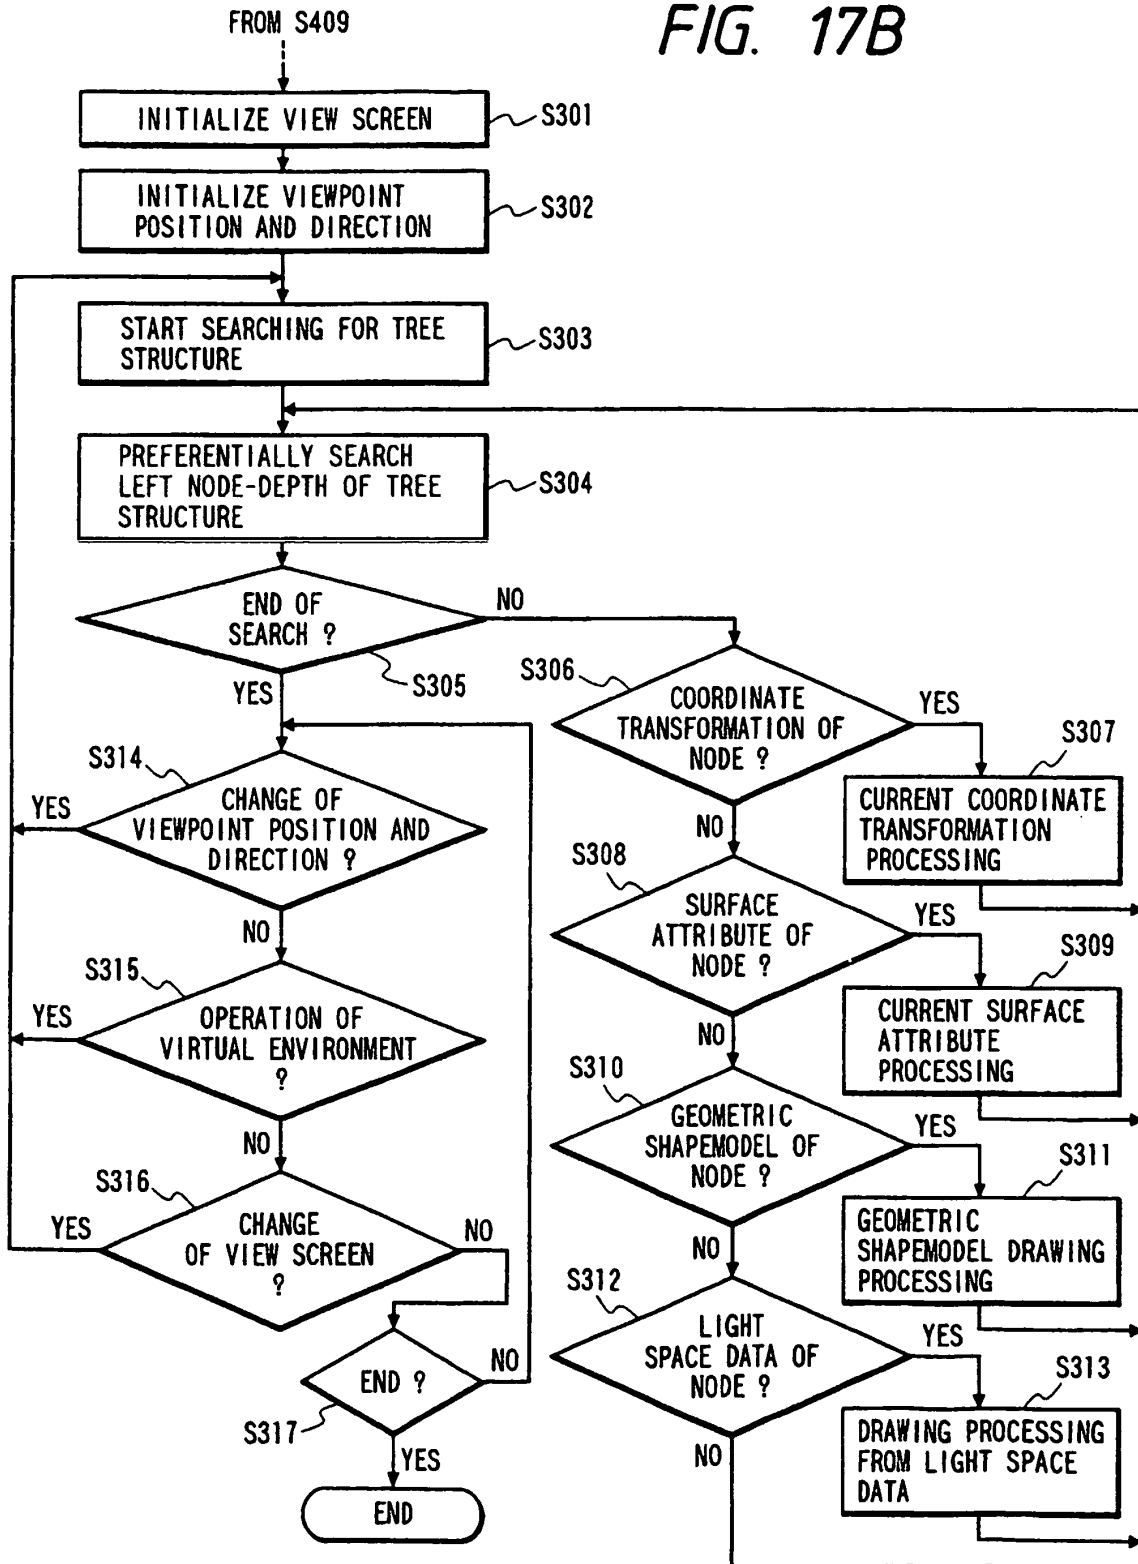 FROM S409
FIG. 17B
INITIALIZE VIEW SCREEN
S301
INITIALIZE VIEWPOINT
POSITION AND DIRECTION
S302
START SEARCHING FOR TREE
STRUCTURE
S303
PREFERENTIALLY SEARCH
LEFT NODE-DEPTH OF TREE
STRUCTURE
S304
END OF
SEARCH ?
NO
YES
S305
S306
COORDINATE
TRANSFORMATION OF
NODE ?
YES
NO
S307
CURRENT COORDINATE
TRANSFORMATION
PROCESSING
S308
SURFACE
ATTRIBUTE OF
NODE ?
YES
NO
S309
CURRENT SURFACE
ATTRIBUTE
PROCESSING
S310
GEOMETRIC
SHAPEMODEL OF
NODE ?
YES
NO
S311
GEOMETRIC
SHAPEMODEL DRAWING
PROCESSING
S312
LIGHT
SPACE DATA OF
NODE ?
YES
NO
S313
DRAWING PROCESSING
FROM LIGHT SPACE
DATA
S314
CHANGE OF
VIEWPOINT POSITION AND
DIRECTION ?
YES
NO
S315
OPERATION OF
VIRTUAL ENVIRONMENT
?
YES
NO
S316
CHANGE
OF VIEW SCREEN
?
YES
NO
END ?
NO
S317
YES
END